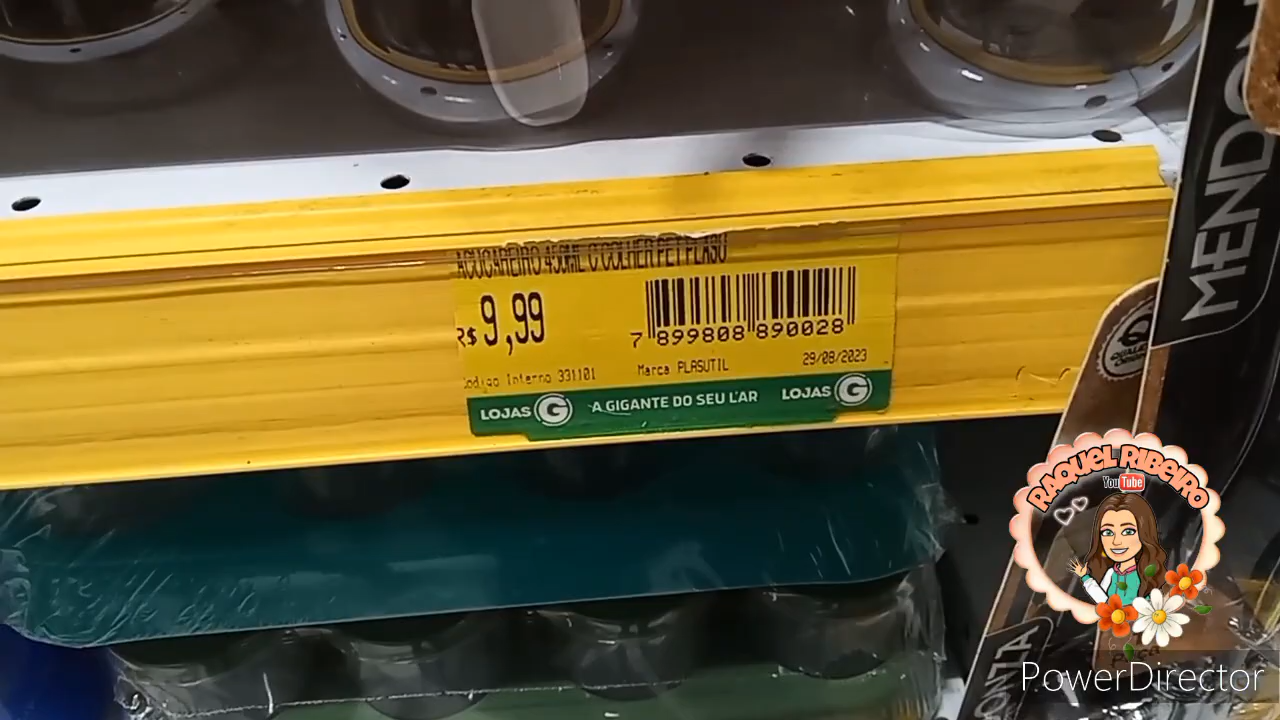 MENDO
AÇUCAREIRO 450ML C COLHER PET PLASU
R$ 9,99
7 899808 890028
Codigo Interno 331101
Marca PLASUTIL
29/08/2023
LOJAS G
A GIGANTE DO SEU LAR
LOJAS G
RAQUEL RIBEIRO
YouTube
PowerDirector